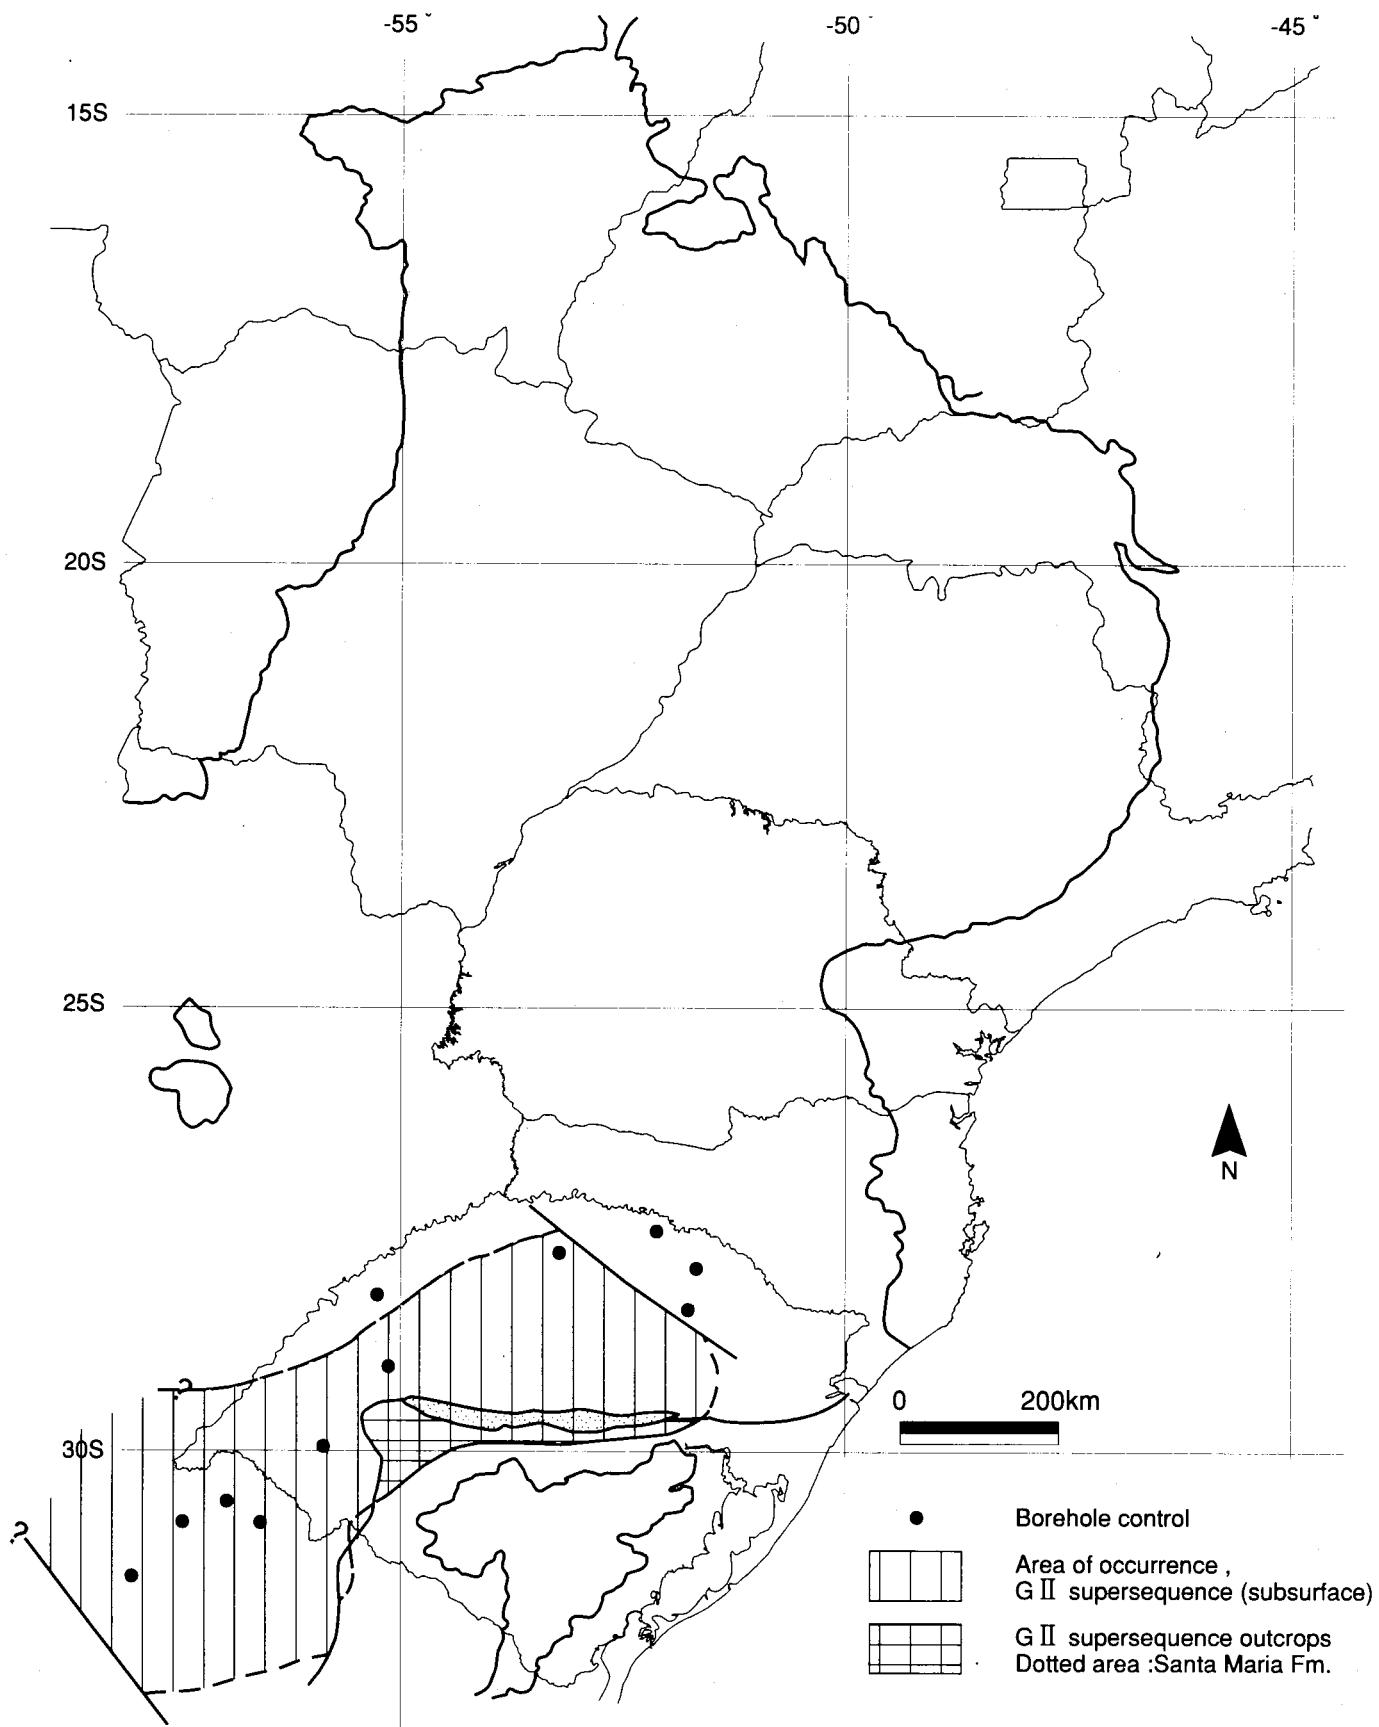 -55°
-50°
-45°
15S
20S
25S
N
?
0 200km
30S
?
Borehole control
Area of occurrence ,
G II supersequence (subsurface)
G II supersequence outcrops
Dotted area :Santa Maria Fm.